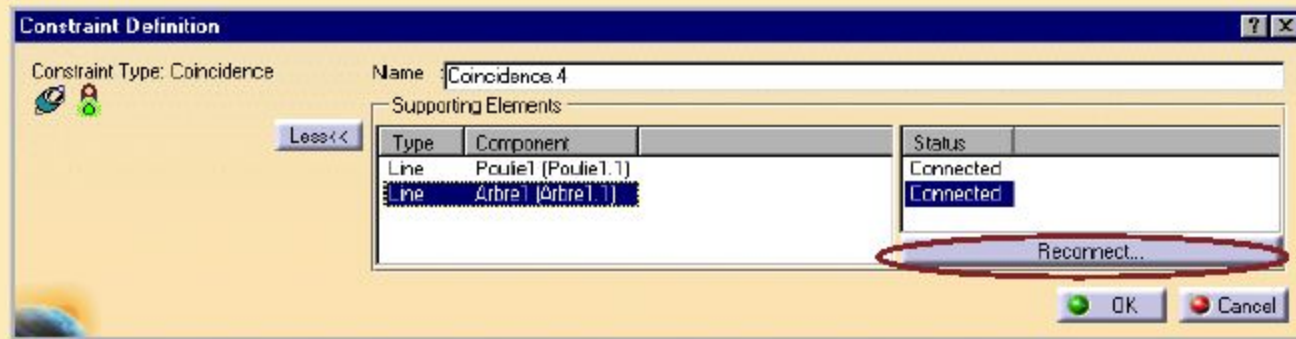 Constraint Definition
Constraint Type: Coincidence
Name : Coincidence.4
Supporting Elements
Less<<
Type Component
Status
Line Poulie1 (Poulie1.1)
Connected
Line Arbre1 (Arbre1.1)
Connected
Reconnect...
OK Cancel